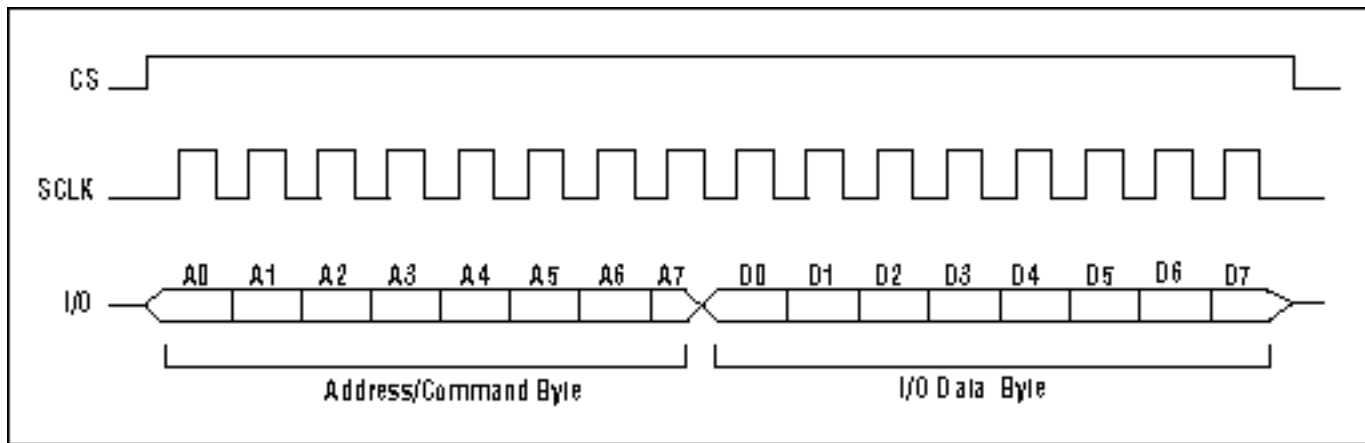 CS
SCLK
A0 A1 A2 A3 A4 A5 A6 A7 D0 D1 D2 D3 D4 D5 D6 D7
I/O
Address/Command Byte I/O Data Byte